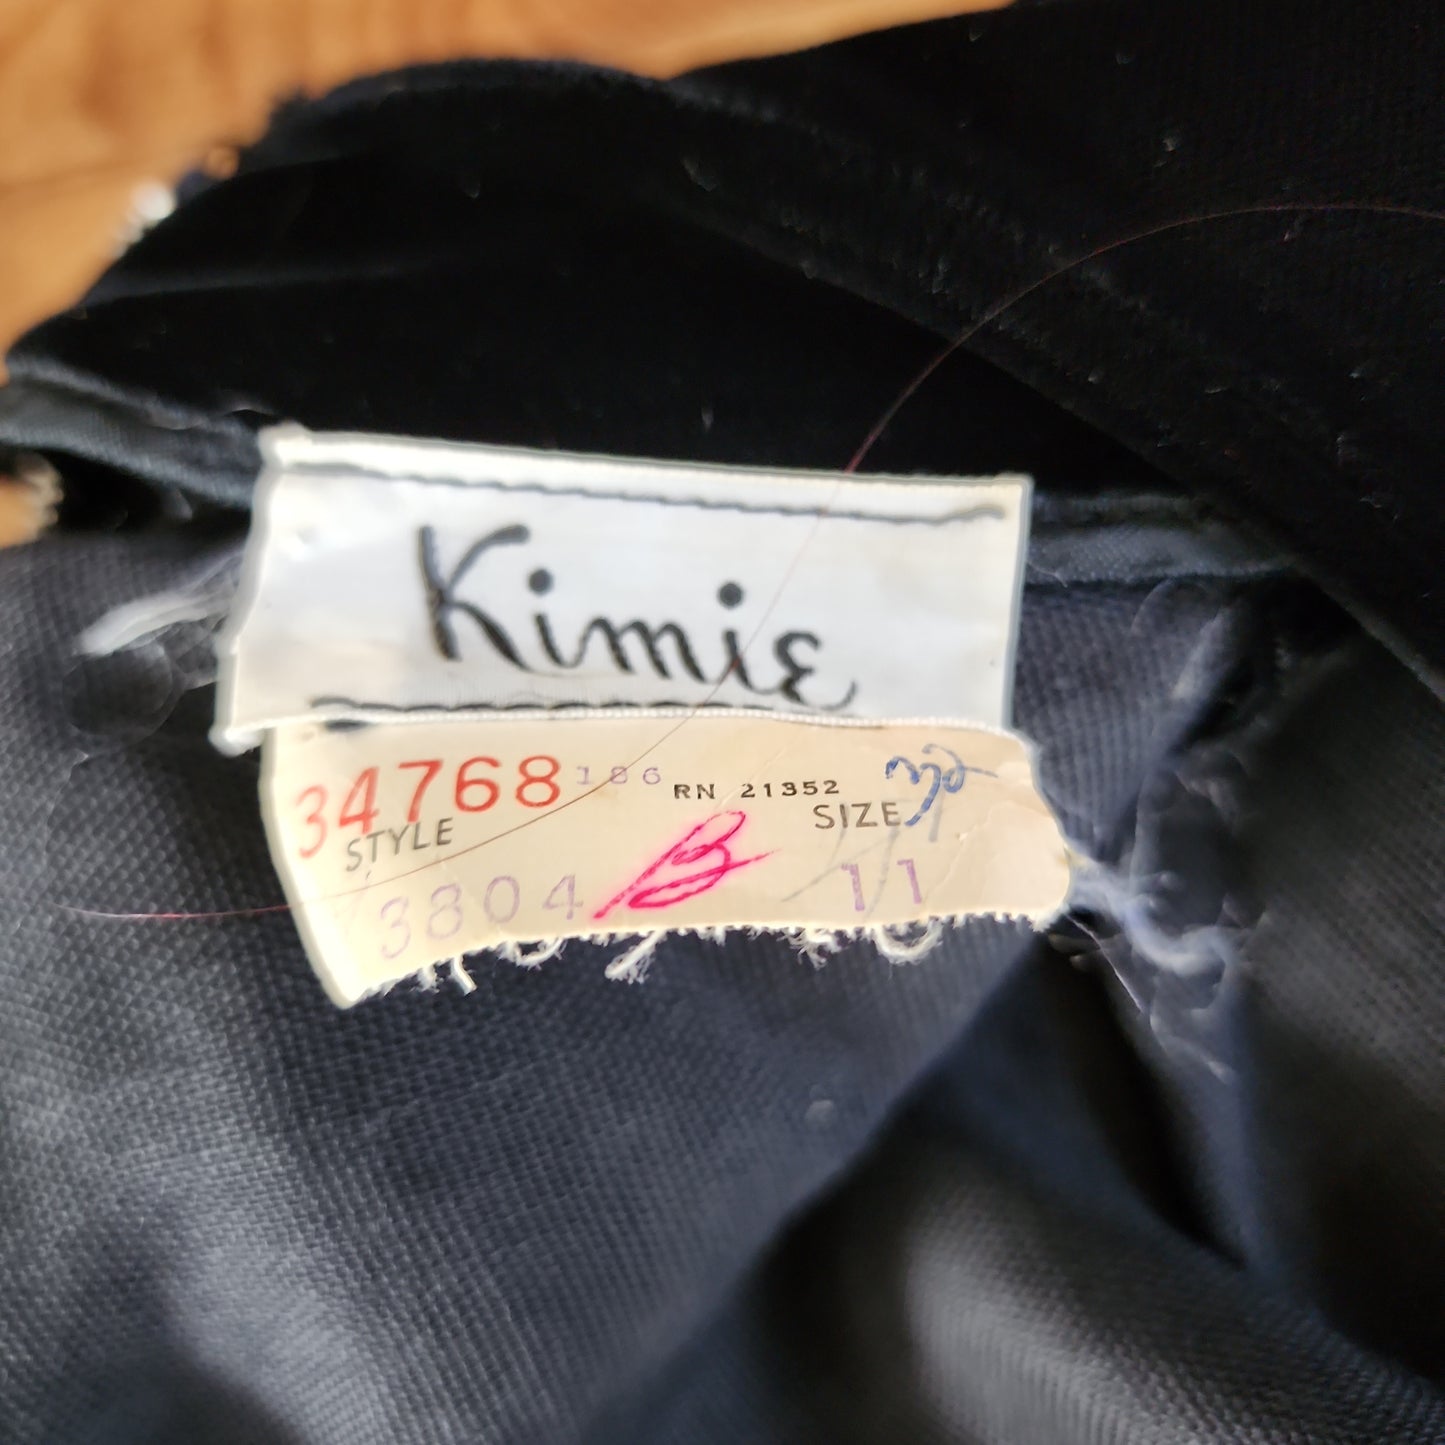 Kimie
34768 186 RN 21352
STYLE SIZE
3804 B 11